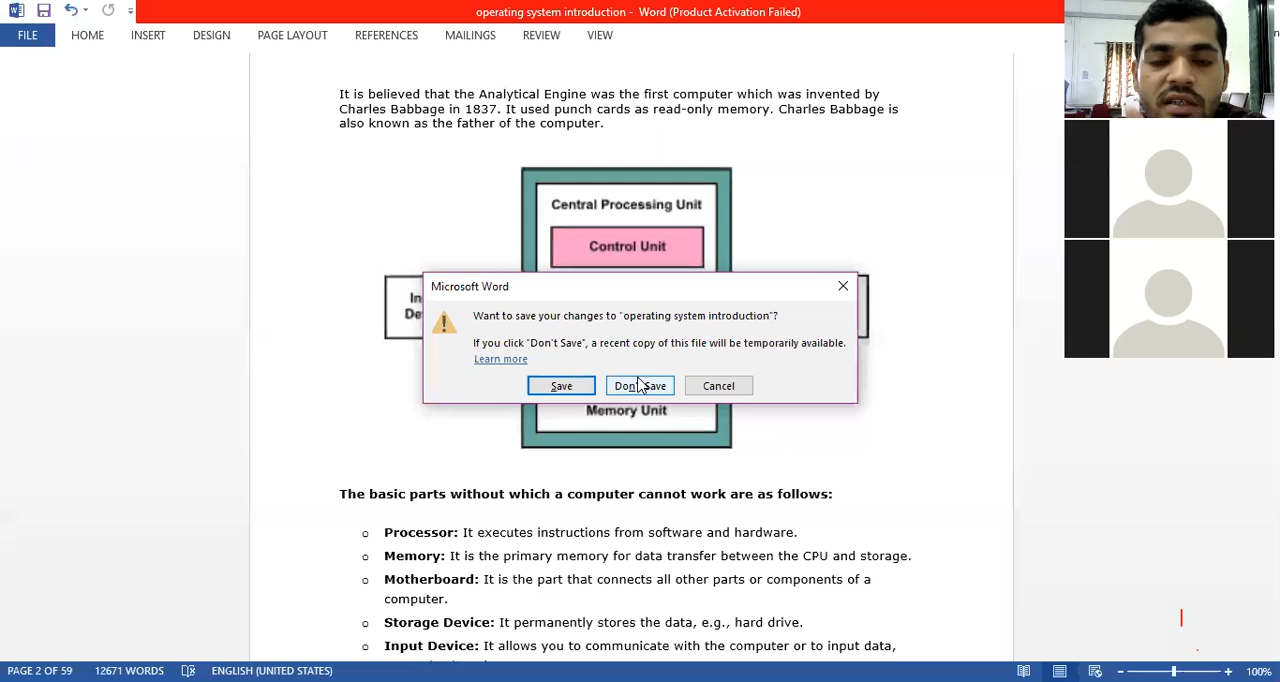 operating system introduction - Word (Product Activation Failed)
FILE HOME INSERT DESIGN PAGE LAYOUT REFERENCES MAILINGS REVIEW VIEW
It is believed that the Analytical Engine was the first computer which was invented by
Charles Babbage in 1837. It used punch cards as read-only memory. Charles Babbage is
also known as the father of the computer.
Central Processing Unit
Control Unit
Microsoft Word
Want to save your changes to "operating system introduction"?
If you click "Don't Save", a recent copy of this file will be temporarily available.
Learn more
Save Don't Save Cancel
Memory Unit
The basic parts without which a computer cannot work are as follows:
o Processor: It executes instructions from software and hardware.
o Memory: It is the primary memory for data transfer between the CPU and storage.
o Motherboard: It is the part that connects all other parts or components of a
computer.
o Storage Device: It permanently stores the data, e.g., hard drive.
o Input Device: It allows you to communicate with the computer or to input data,
PAGE 2 OF 59 12671 WORDS ENGLISH (UNITED STATES) 100%